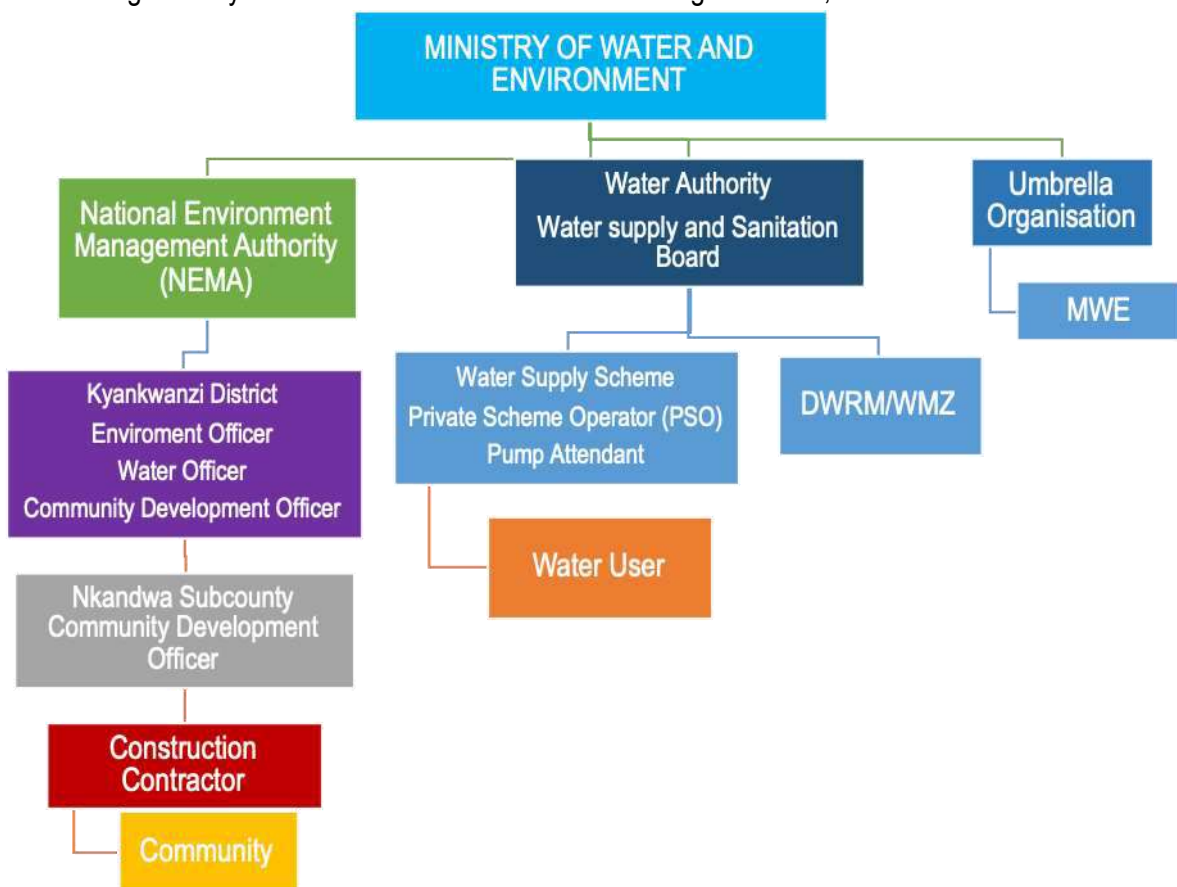 MINISTRY OF WATER AND
ENVIRONMENT
National Environment
Management Authority
(NEMA)
Water Authority
Water supply and Sanitation
Board
Umbrella
Organisation
MWE
Kyankwanzi District
Enviroment Officer
Water Officer
Community Development Officer
Water Supply Scheme
Private Scheme Operator (PSO)
Pump Attendant
DWRM/WMZ
Water User
Nkandwa Subcounty
Community Development
Officer
Construction
Contractor
Community